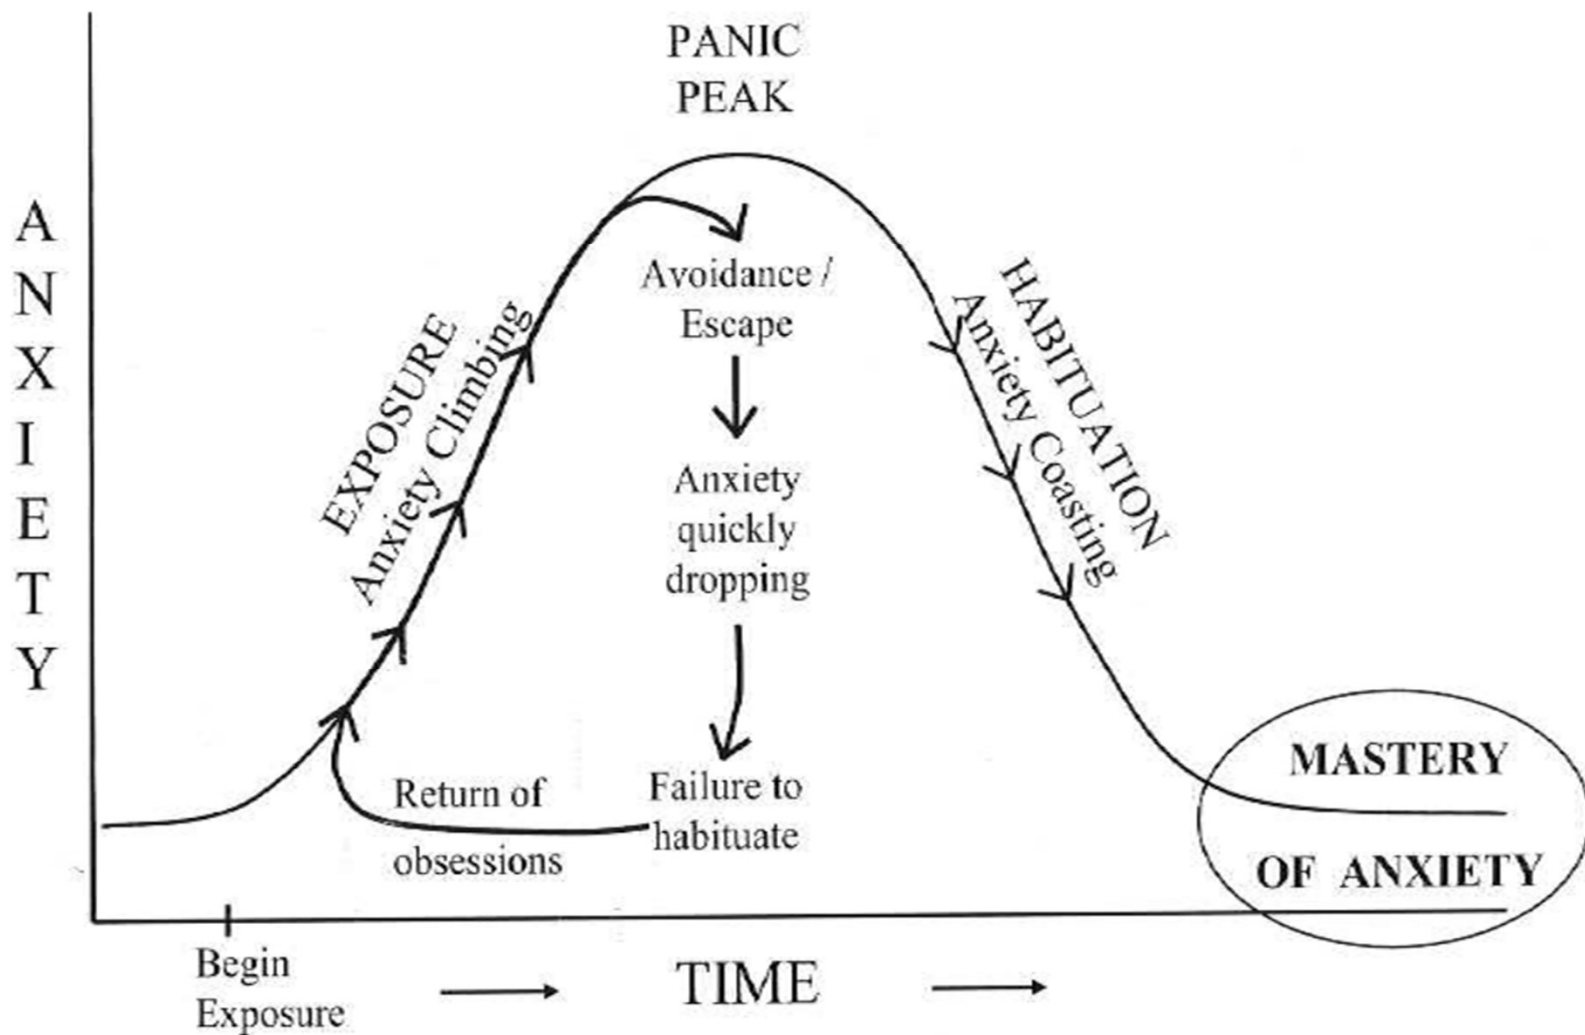 PANIC
PEAK
ANXIETY
EXPOSURE
Anxiety Climbing
Avoidance /
Escape
Anxiety
quickly
dropping
Failure to
habituate
Return of
obsessions
HABITUATION
Anxiety Coasting
MASTERY
OF ANXIETY
Begin
Exposure
TIME